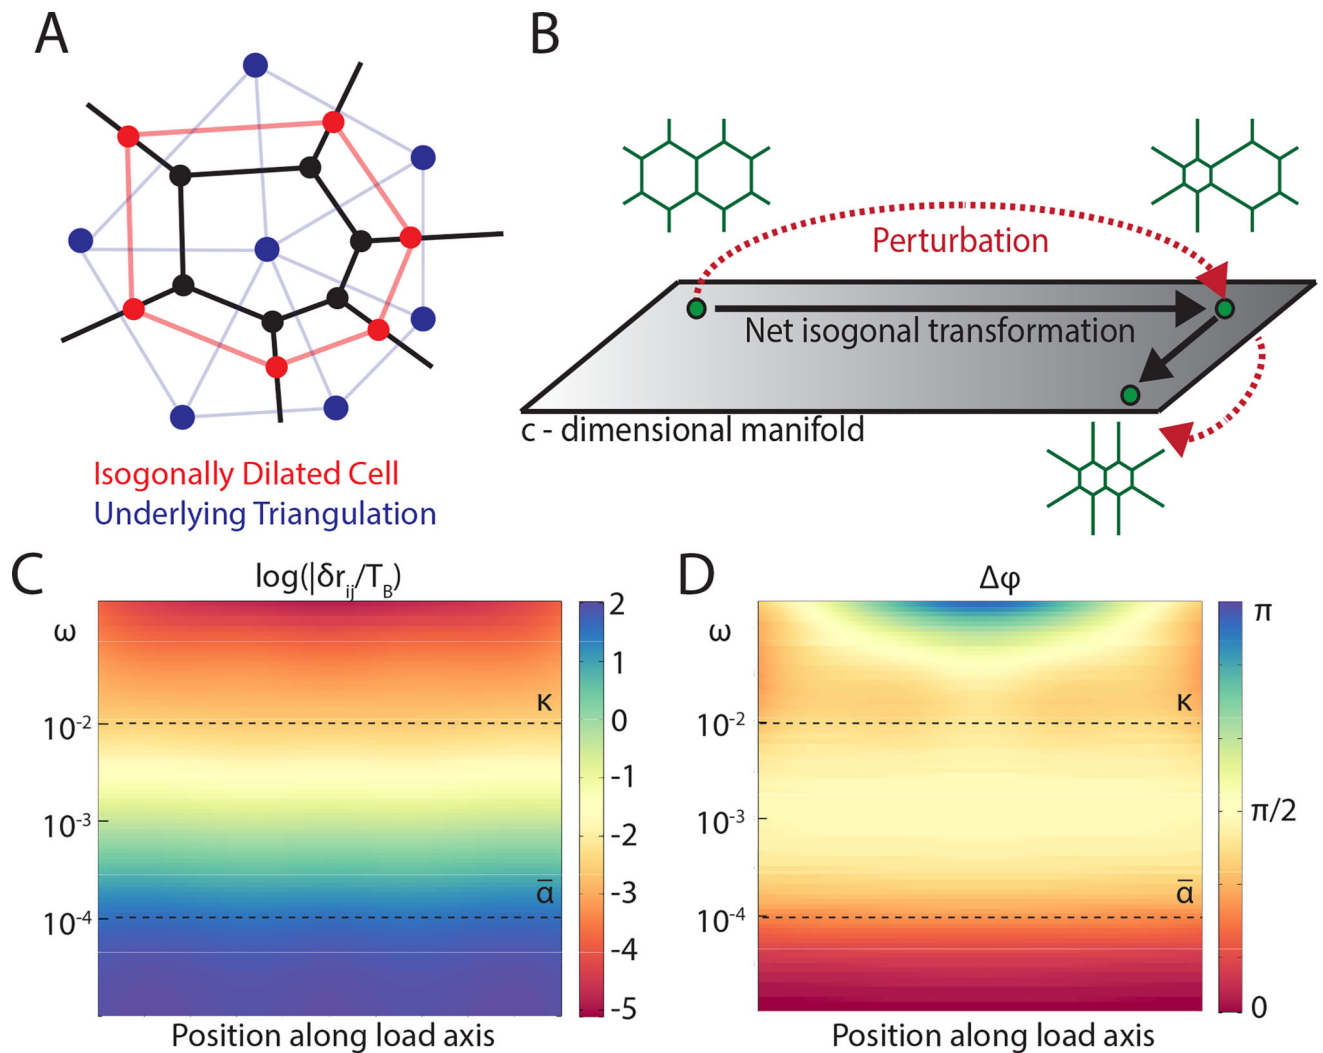 A
B
Perturbation
Net isogonal transformation
c - dimensional manifold
Isogonally Dilated Cell
Underlying Triangulation
C
log(|δr_ij/T_B)
ω
κ
10^-2
10^-3
ᾱ
10^-4
2
1
0
-1
-2
-3
-4
-5
Position along load axis
D
Δφ
ω
κ
10^-2
10^-3
ᾱ
10^-4
π
π/2
0
Position along load axis